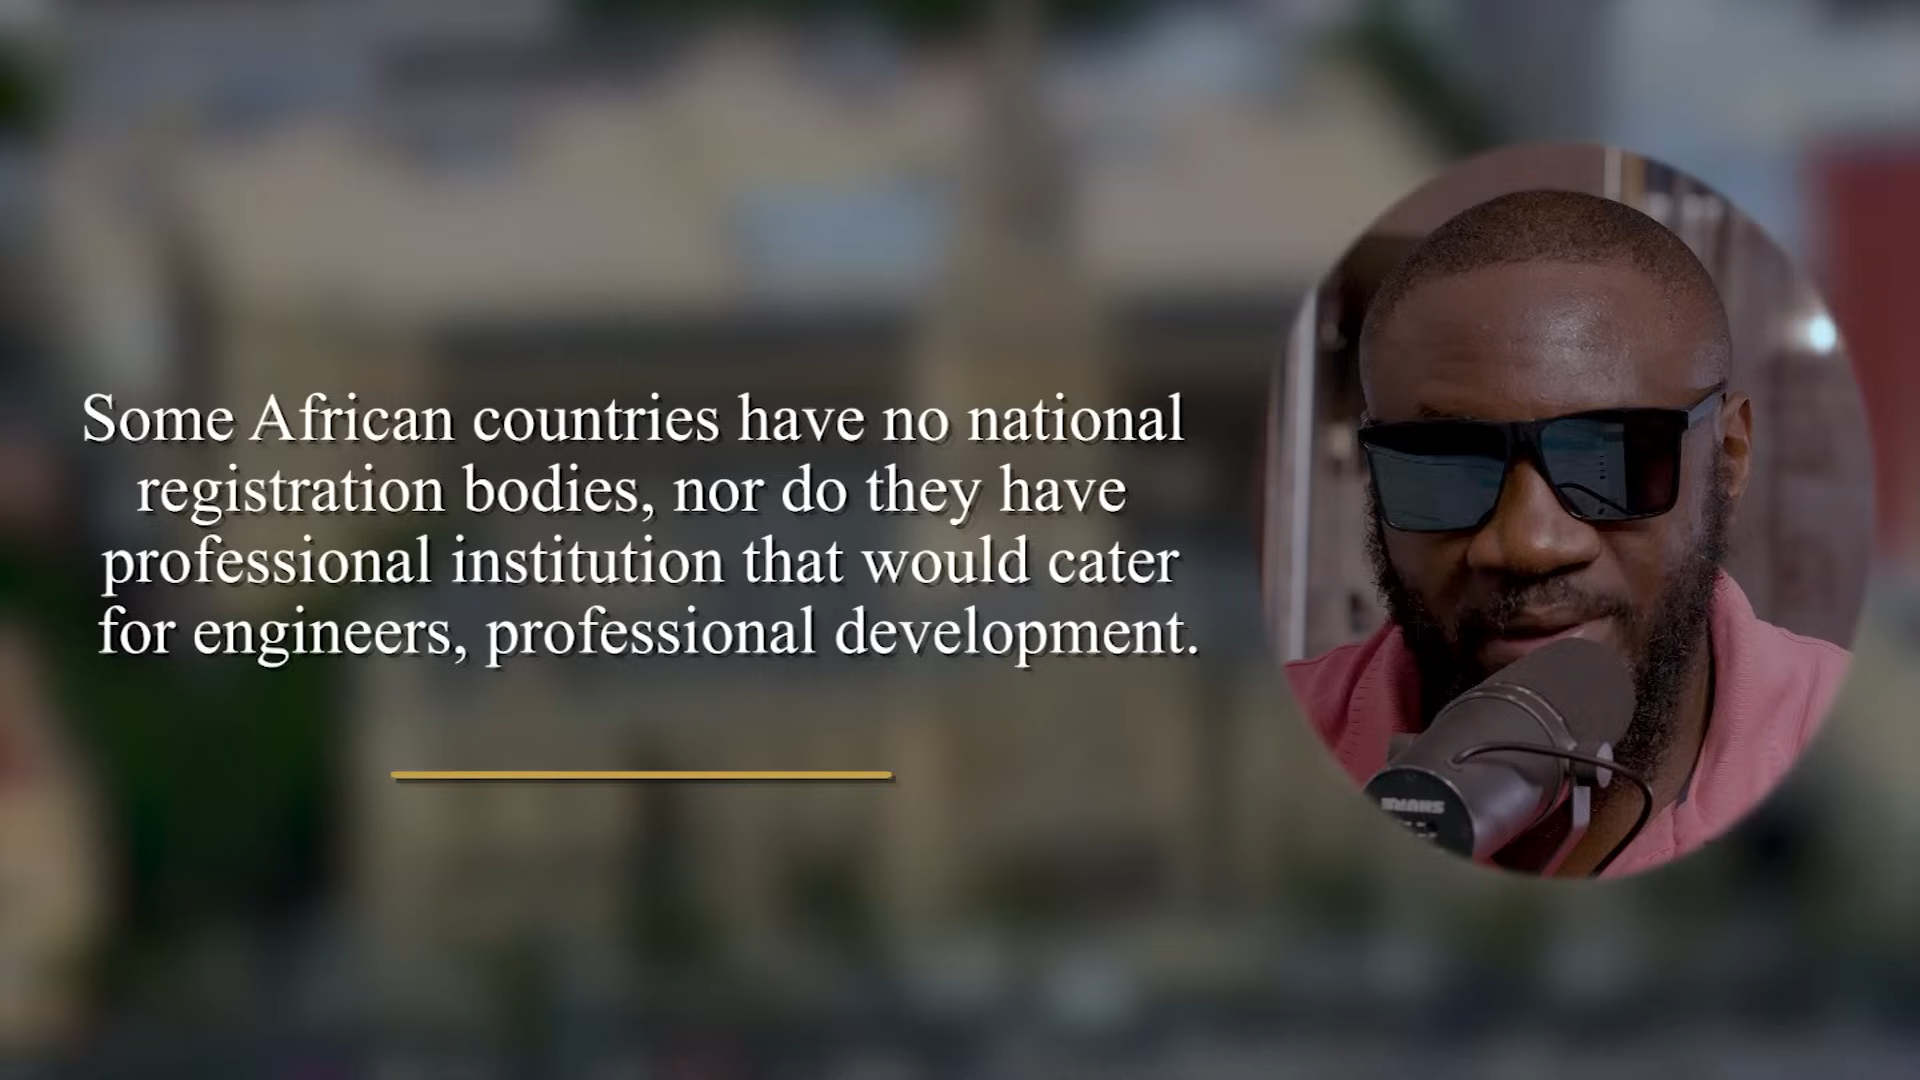 Some African countries have no national
registration bodies, nor do they have
professional institution that would cater
for engineers, professional development.
SHURE